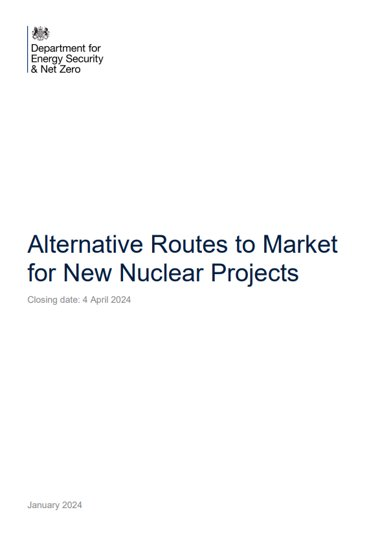 Department for
Energy Security
& Net Zero
Alternative Routes to Market
for New Nuclear Projects
Closing date: 4 April 2024
January 2024